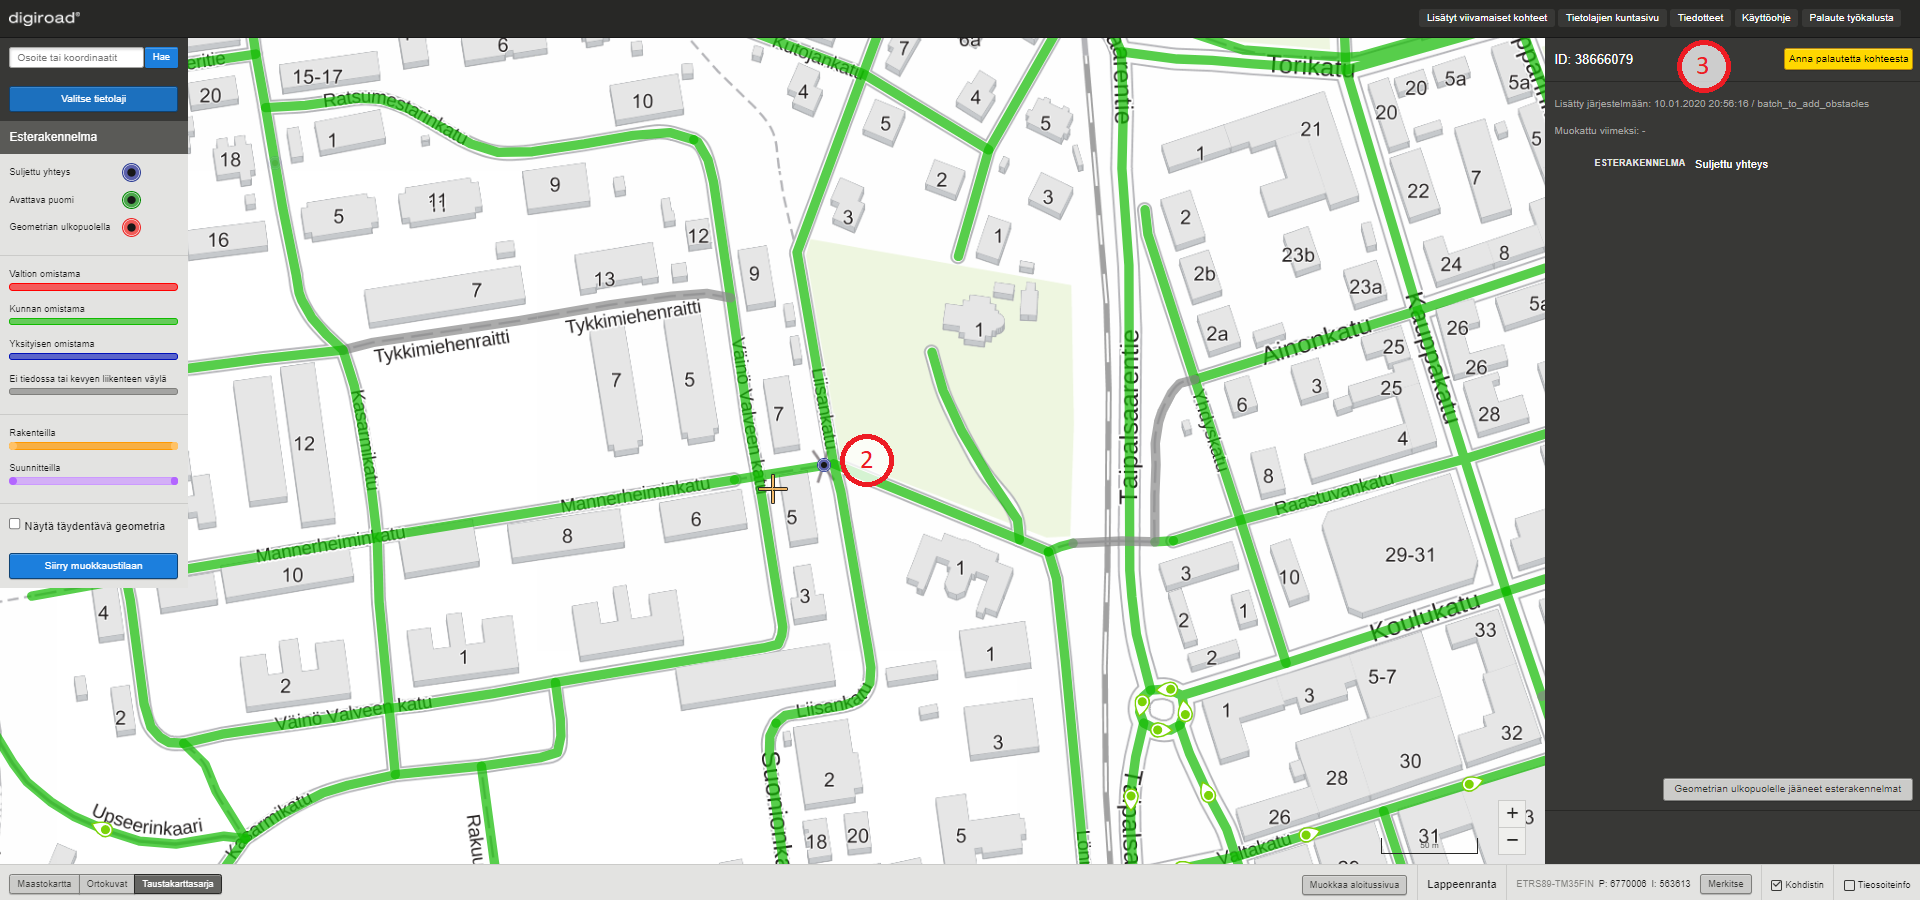 digiroad®
Lisätyt viivamaiset kohteet
Tietolajien kuntasivu
Tiedotteet
Käyttöohje
Palaute työkalusta
Osoite tai koordinaatit
Hae
Valitse tietolaji
Esterakennelma
Suljettu yhteys
Avattava puomi
Geometrian ulkopuolella
Valtion omistama
Kunnan omistama
Yksityisen omistama
Ei tiedossa tai kevyen liikenteen väylä
Rakenteilla
Suunnitteilla
Näytä täydentävä geometria
Siirry muokkaustilaan
eritie
15-17
20
6
Ratsumestarinkatu
10
1
18
9
11
5
16
12
13
7
9
Tykkimiehenraitti
Tykkimiehenraitti
7
5
7
12
Kasarmikatu
Väinö Valveen katu
Liisankatu
Mannerheiminkatu
Mannerheiminkatu
6
8
10
5
3
4
1
2
2
Väinö Valveen katu
Liisankatu
Upseerinkaari
Kasarmikatu
Rakuu
Suonionka
2
18
20
5
3
1
1
Kutojankatu
7
6a
4
4
5
5
2
3
3
1
1
2
aarentie
Taipalsaarentie
Taipalsa
Lönn
Torikatu
20
20
5a
5a
5
21
1
22
7
2
23b
2b
23a
24
8
2a
5a
Ainonkatu
Kauppakatu
26
25
26
25
3
6
28
4
8
Yhdyskatu
Raastuvankatu
29-31
3
10
2
1
2
Koulukatu
33
5-7
3
1
32
30
28
26
31
3
Valtakatu
50 m
+
−
ID: 38666079
3
Anna palautetta kohteesta
Lisätty järjestelmään: 10.01.2020 20:56:16 / batch_to_add_obstacles
Muokattu viimeksi: -
ESTERAKENNELMA
Suljettu yhteys
Geometrian ulkopuolelle jääneet esterakennelmat
Maastokartta
Ortokuvat
Taustakarttasarja
Muokkaa aloitussivua
Lappeenranta
ETRS89-TM35FIN P: 6770006 I: 563613
Merkitse
Kohdistin
Tieosoiteinfo